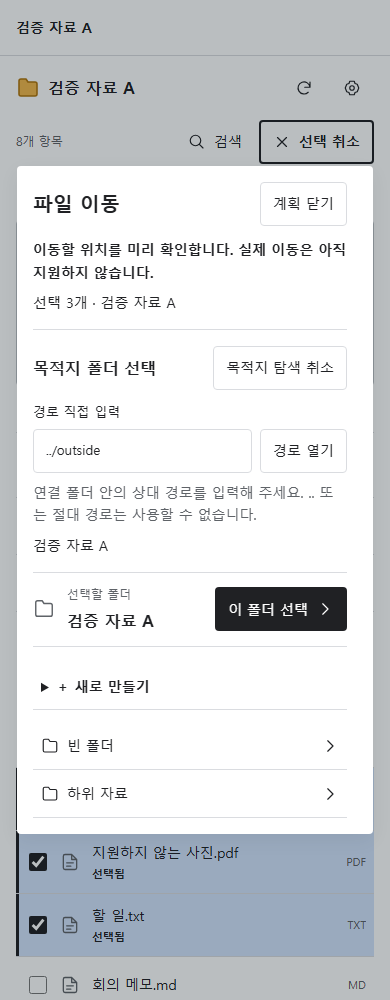 검증 자료 A
검증 자료 A
8개 항목
검색
선택 취소
파일 이동
계획 닫기
이동할 위치를 미리 확인합니다. 실제 이동은 아직
지원하지 않습니다.
선택 3개 · 검증 자료 A
목적지 폴더 선택
목적지 탐색 취소
경로 직접 입력
../outside
경로 열기
연결 폴더 안의 상대 경로를 입력해 주세요. .. 또
는 절대 경로는 사용할 수 없습니다.
검증 자료 A
선택할 폴더
검증 자료 A
이 폴더 선택
+ 새로 만들기
빈 폴더
하위 자료
지원하지 않는 사진.pdf
PDF
선택됨
할 일.txt
TXT
선택됨
회의 메모.md
MD